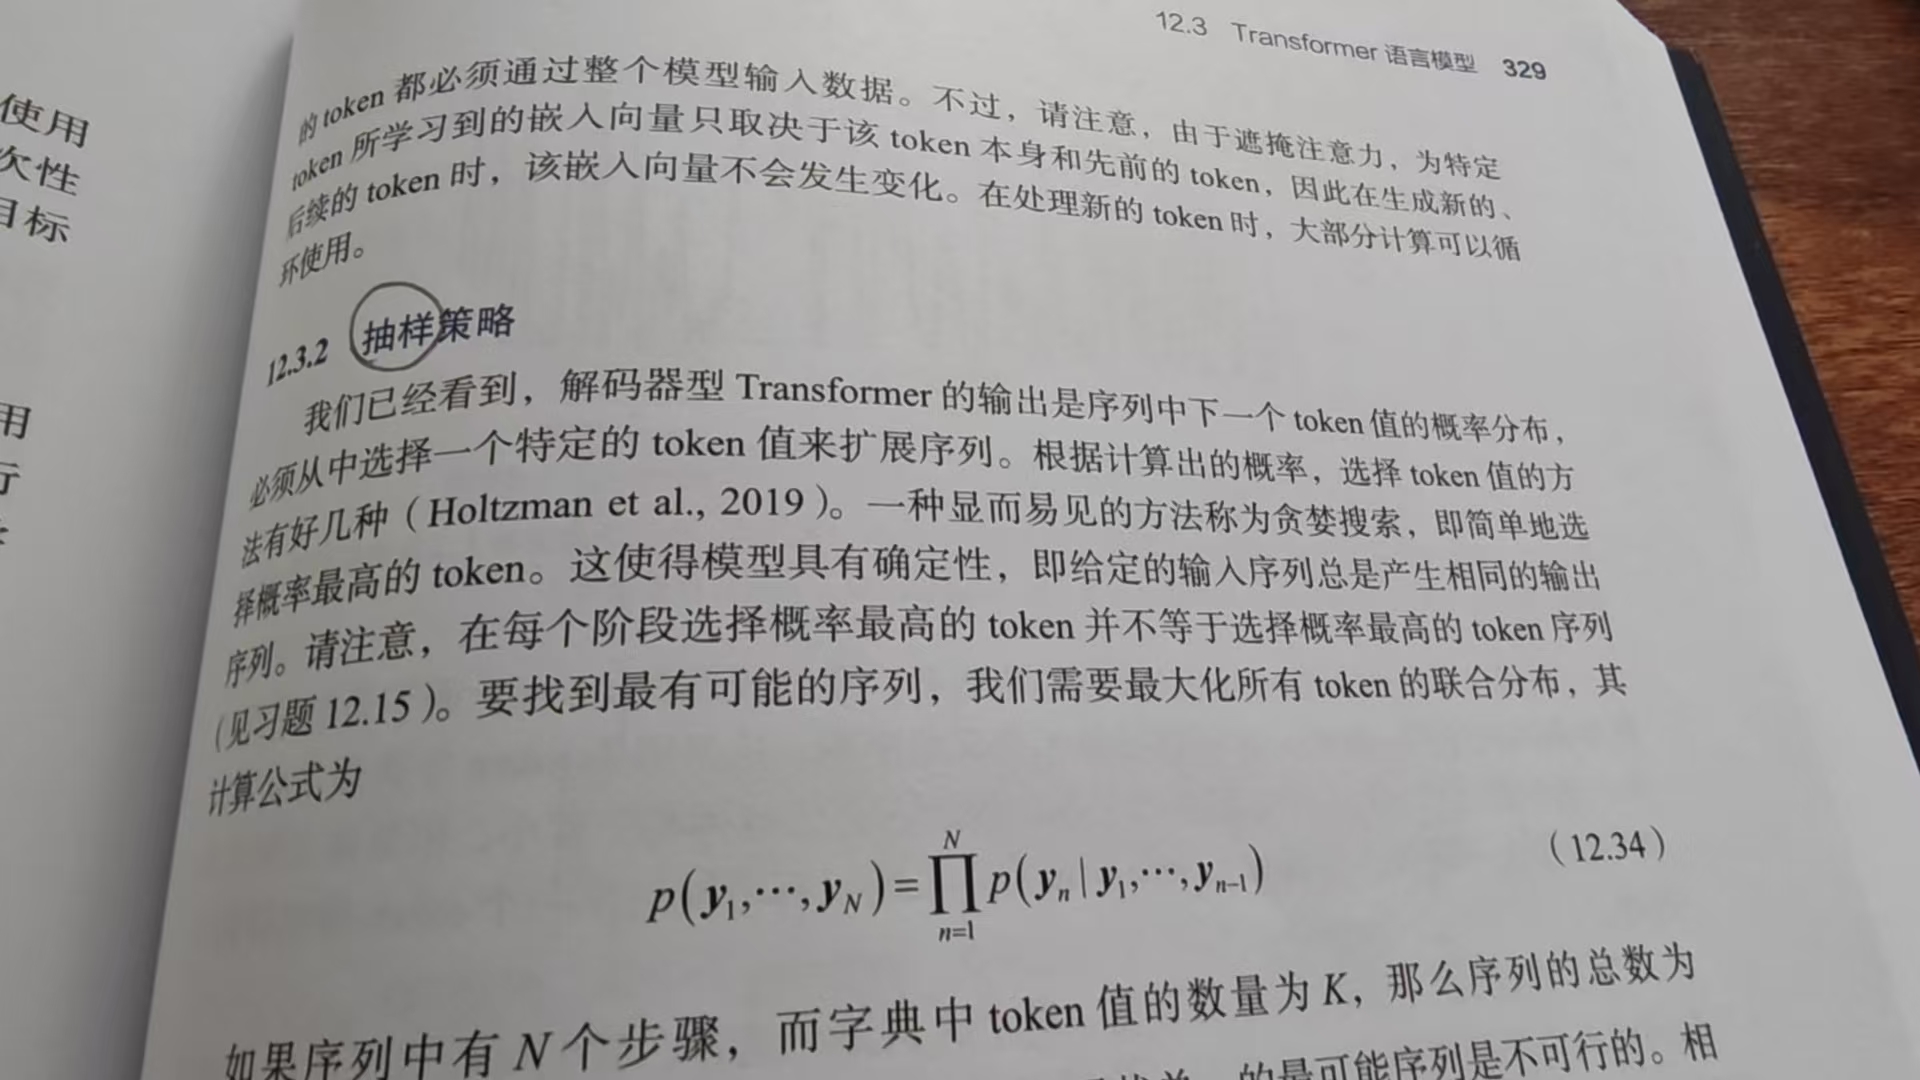 使用
次性
目标
用
行
12.3 Transformer 语言模型 329
的 token 都必须通过整个模型输入数据。不过，请注意，由于遮掩注意力，为特定
token 所学习到的嵌入向量只取决于该 token 本身和先前的 token，因此在生成新的、
后续的 token 时，该嵌入向量不会发生变化。在处理新的 token 时，大部分计算可以循
环使用。
12.3.2 抽样策略
我们已经看到，解码器型 Transformer 的输出是序列中下一个 token 值的概率分布，
必须从中选择一个特定的 token 值来扩展序列。根据计算出的概率，选择 token 值的方
法有好几种（Holtzman et al., 2019）。一种显而易见的方法称为贪婪搜索，即简单地选
择概率最高的 token。这使得模型具有确定性，即给定的输入序列总是产生相同的输出
序列。请注意，在每个阶段选择概率最高的 token 并不等于选择概率最高的 token 序列
（见习题 12.15）。要找到最有可能的序列，我们需要最大化所有 token 的联合分布，其
计算公式为
p(y₁,⋯,y_N)=∏_{n=1}^{N} p(y_n|y₁,⋯,y_{n−1}) （12.34）
如果序列中有 N 个步骤，而字典中 token 值的数量为 K，那么序列的总数为
的最可能序列是不可行的。相